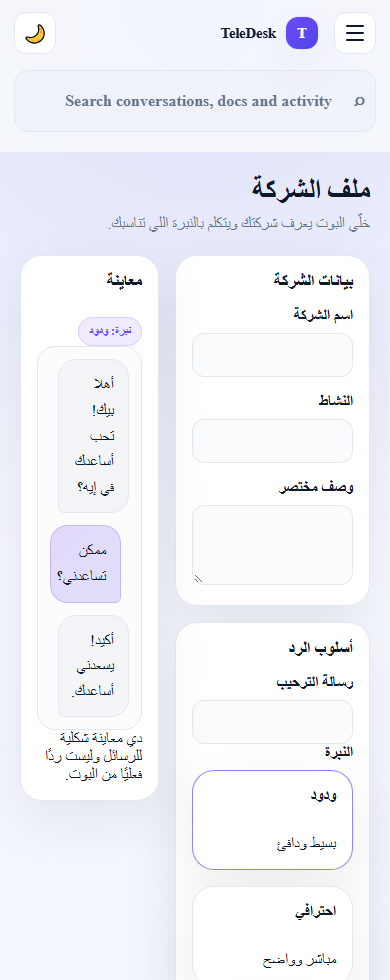 TeleDesk
T
Search conversations, docs and activity
ملف الشركة
خلّي البوت يعرف شركتك ويتكلم بالنبرة اللي تناسبك.
بيانات الشركة
اسم الشركة
النشاط
وصف مختصر
أسلوب الرد
رسالة الترحيب
النبرة
ودود
بسيط ودافئ
احترافي
مباشر وواضح
معاينة
نبرة: ودود
أهلا
بيك!
تحب
أساعدك
في إيه؟
ممكن
تساعدني؟
أكيد!
يسعدني
أساعدك.
دي معاينة شكلية
للرسائل وليست ردًا
فعليًا من البوت.